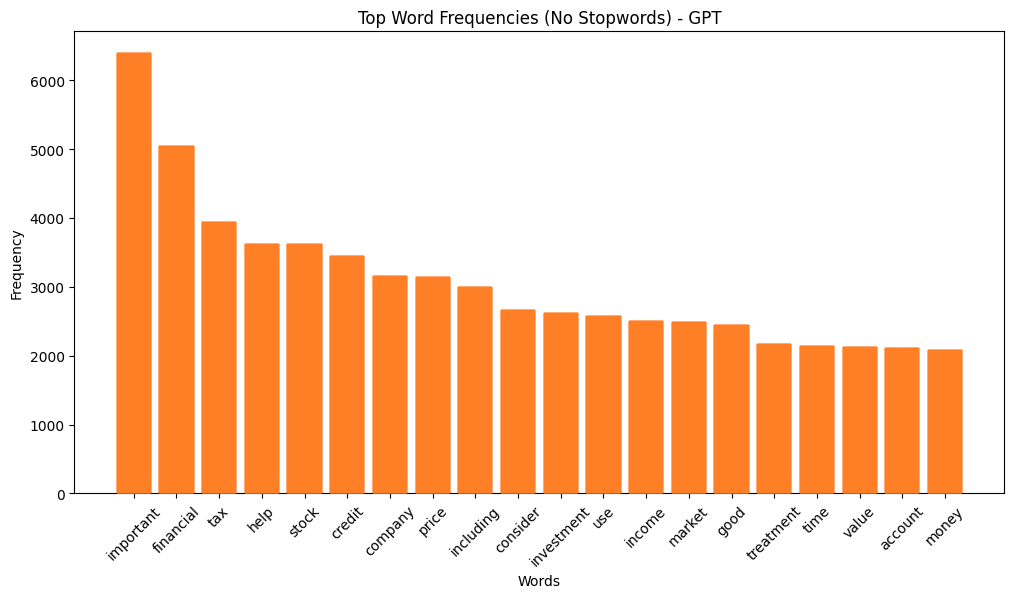 Top Word Frequencies (No Stopwords) - GPT
Frequency
6000
5000
4000
3000
2000
1000
0
important
financial
tax
help
stock
credit
company
price
including
consider
investment
use
income
market
good
treatment
time
value
account
money
Words